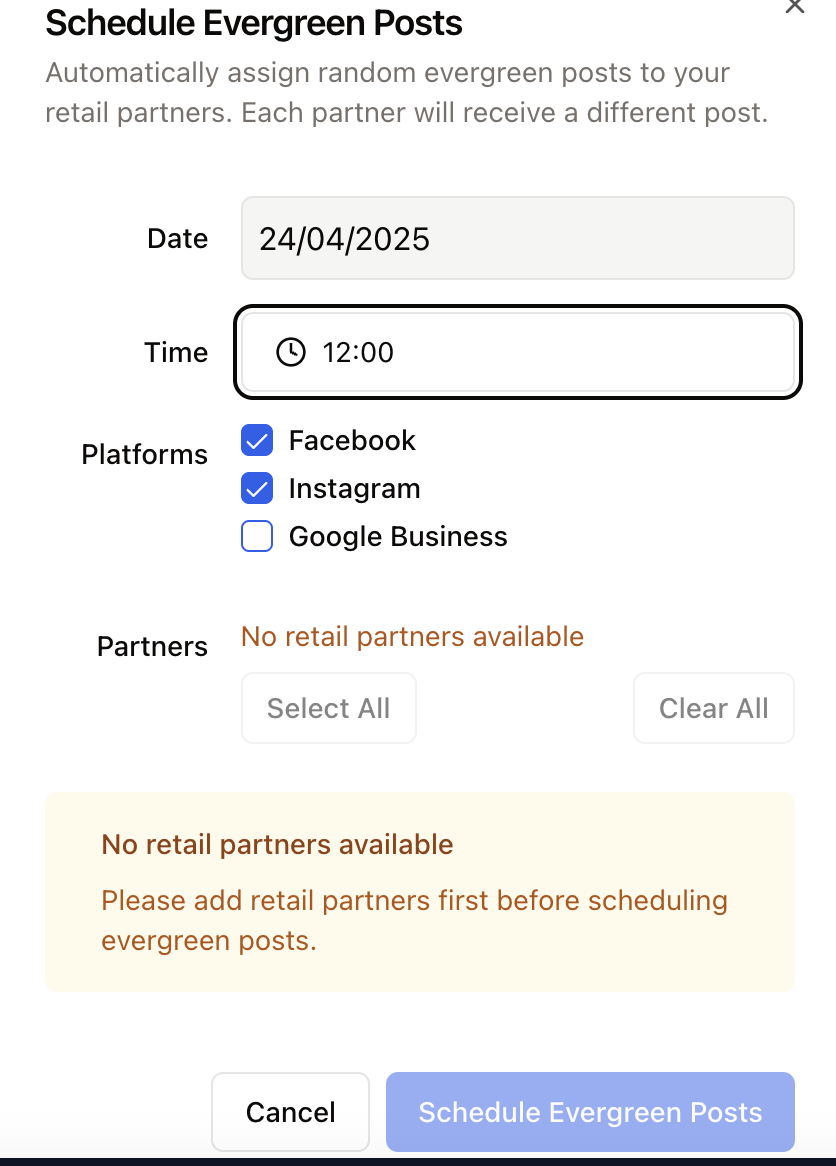 Schedule Evergreen Posts
Automatically assign random evergreen posts to your
retail partners. Each partner will receive a different post.
Date
24/04/2025
Time
12:00
Platforms
Facebook
Instagram
Google Business
Partners
No retail partners available
Select All
Clear All
No retail partners available
Please add retail partners first before scheduling
evergreen posts.
Cancel
Schedule Evergreen Posts